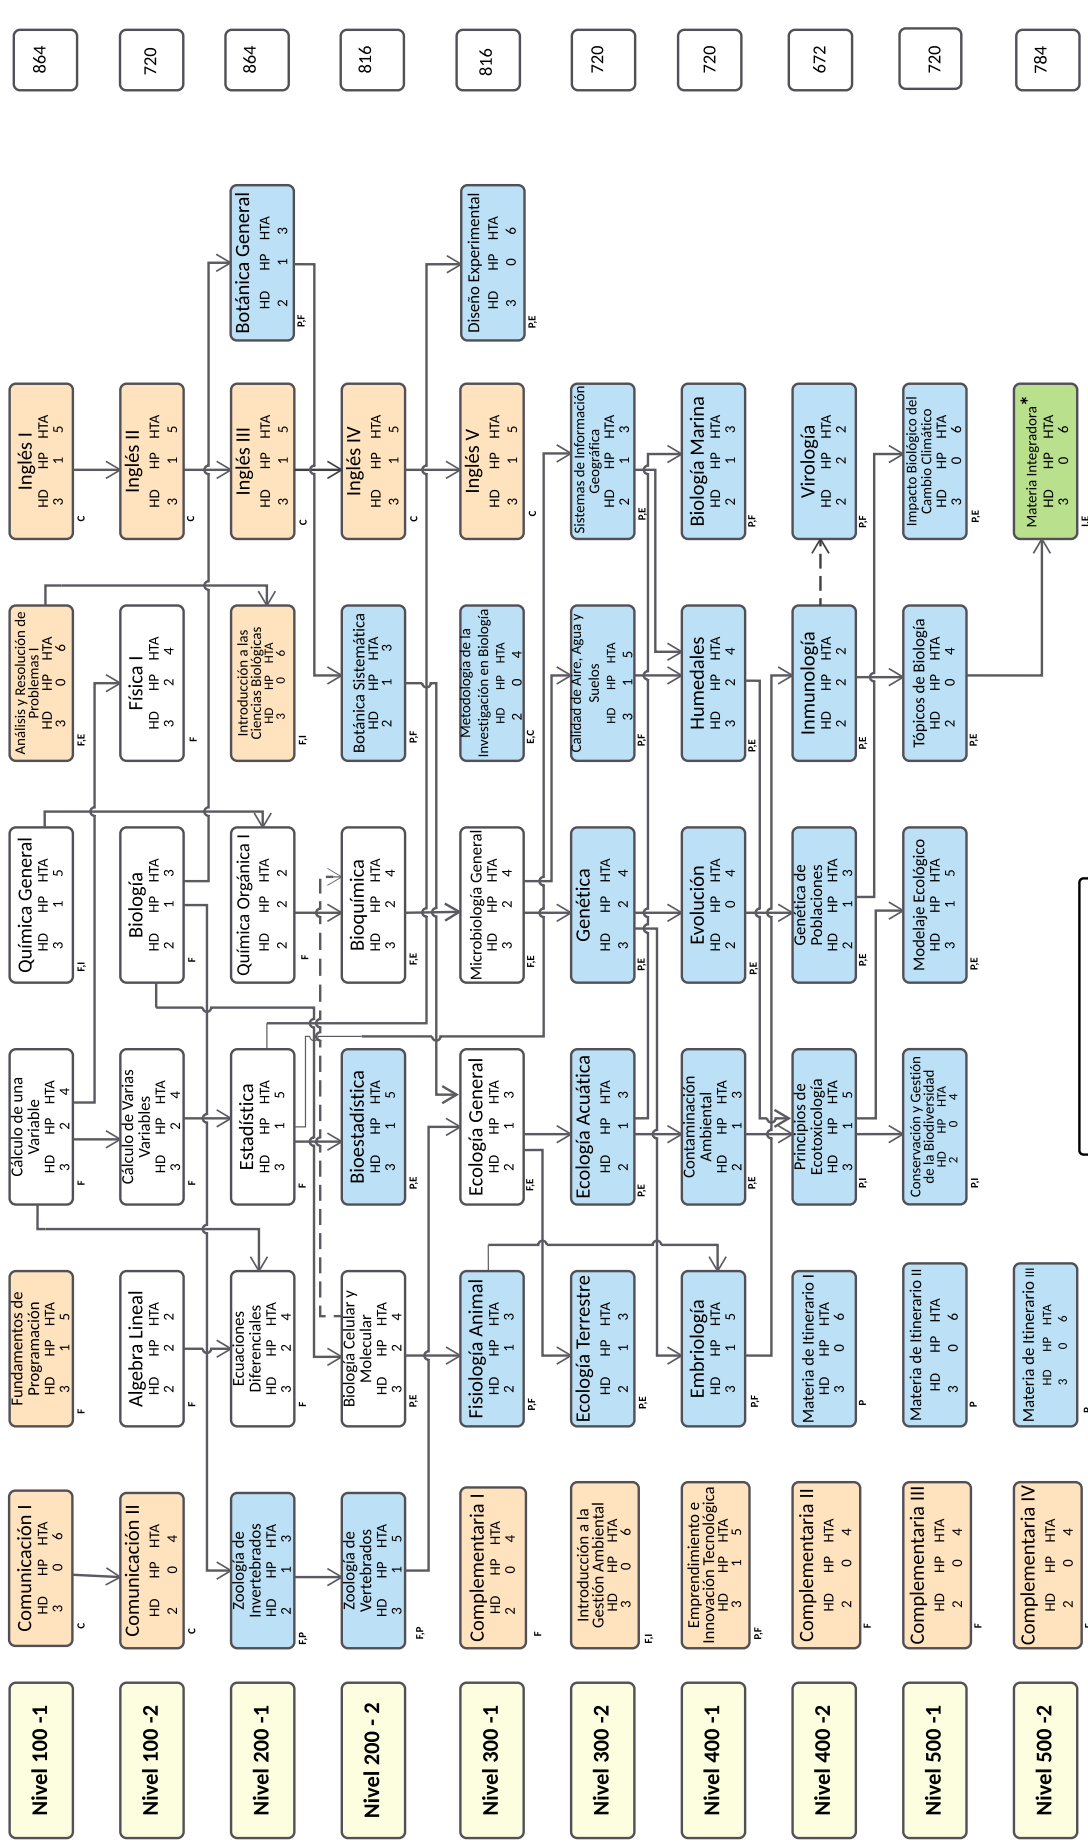 Nivel 100 -1
Comunicación I
HD HP HTA
3 0 6
C
Fundamentos de
Programación
HD HP HTA
3 1 5
F
Cálculo de una
Variable
HD HP HTA
3 2 4
F
Química General
HD HP HTA
3 1 5
F,I
Análisis y Resolución de
Problemas I
HD HP HTA
3 0 6
F,E
Inglés I
HD HP HTA
3 1 5
C
864
Nivel 100 -2
Comunicación II
HD HP HTA
2 0 4
C
Algebra Lineal
HD HP HTA
2 2 2
F
Cálculo de Varias
Variables
HD HP HTA
3 2 4
F
Biología
HD HP HTA
2 1 3
F
Física I
HD HP HTA
3 2 4
F
Inglés II
HD HP HTA
3 1 5
C
720
Nivel 200 -1
Zoología de
Invertebrados
HD HP HTA
2 1 3
F,P
Ecuaciones
Diferenciales
HD HP HTA
3 2 4
F
Estadística
HD HP HTA
3 1 5
F
Química Orgánica I
HD HP HTA
2 2 2
F
Introducción a las
Ciencias Biológicas
HD HP HTA
3 0 6
F,I
Inglés III
HD HP HTA
3 1 5
C
Botánica General
HD HP HTA
2 1 3
P,F
864
Nivel 200 - 2
Zoología de
Vertebrados
HD HP HTA
3 1 5
F,P
Biología Celular y
Molecular
HD HP HTA
3 2 4
P,E
Bioestadística
HD HP HTA
3 1 5
P,E
Bioquímica
HD HP HTA
3 2 4
F,E
Botánica Sistemática
HD HP HTA
2 1 3
P,F
Inglés IV
HD HP HTA
3 1 5
C
816
Nivel 300 -1
Complementaria I
HD HP HTA
2 0 4
F
Fisiología Animal
HD HP HTA
2 1 3
P,F
Ecología General
HD HP HTA
2 1 3
F,E
Microbiología General
HD HP HTA
3 2 4
F,E
Metodología de la
Investigación en Biología
HD HP HTA
2 0 4
E,C
Inglés V
HD HP HTA
3 1 5
C
Diseño Experimental
HD HP HTA
3 0 6
P,E
816
Nivel 300 -2
Introducción a la
Gestión Ambiental
HD HP HTA
3 0 6
F,I
Ecología Terrestre
HD HP HTA
2 1 3
P,E
Ecología Acuática
HD HP HTA
2 1 3
P,E
Genética
HD HP HTA
3 2 4
P,E
Calidad de Aire, Agua y
Suelos
HD HP HTA
3 1 5
P,F
Sistemas de Información
Geográfica
HD HP HTA
2 1 3
P,E
720
Nivel 400 -1
Emprendimiento e
Innovación Tecnológica
HD HP HTA
3 1 5
P,F
Embriología
HD HP HTA
3 1 5
P,F
Contaminación
Ambiental
HD HP HTA
2 1 3
P,E
Evolución
HD HP HTA
2 0 4
P,E
Humedales
HD HP HTA
3 2 4
P,E
Biología Marina
HD HP HTA
2 1 3
P,F
720
Nivel 400 -2
Complementaria II
HD HP HTA
2 0 4
F
Materia de Itinerario I
HD HP HTA
3 0 6
P
Principios de
Ecotoxicología
HD HP HTA
3 1 5
P,I
Genética de
Poblaciones
HD HP HTA
2 1 3
P,E
Inmunología
HD HP HTA
2 2 2
P,E
Virología
HD HP HTA
2 2 2
P,F
672
Nivel 500 -1
Complementaria III
HD HP HTA
2 0 4
F
Materia de Itinerario II
HD HP HTA
3 0 6
P
Conservación y Gestión
de la Biodiversidad
HD HP HTA
2 0 4
P,I
Modelaje Ecológico
HD HP HTA
3 1 5
P,E
Tópicos de Biología
HD HP HTA
2 0 4
P,E
Impacto Biológico del
Cambio Climático
HD HP HTA
3 0 6
P,E
720
Nivel 500 -2
Complementaria IV
HD HP HTA
2 0 4
Materia de Itinerario III
HD HP HTA
3 0 6
Materia Integradora*
HD HP HTA
3 0 6
I,E
784